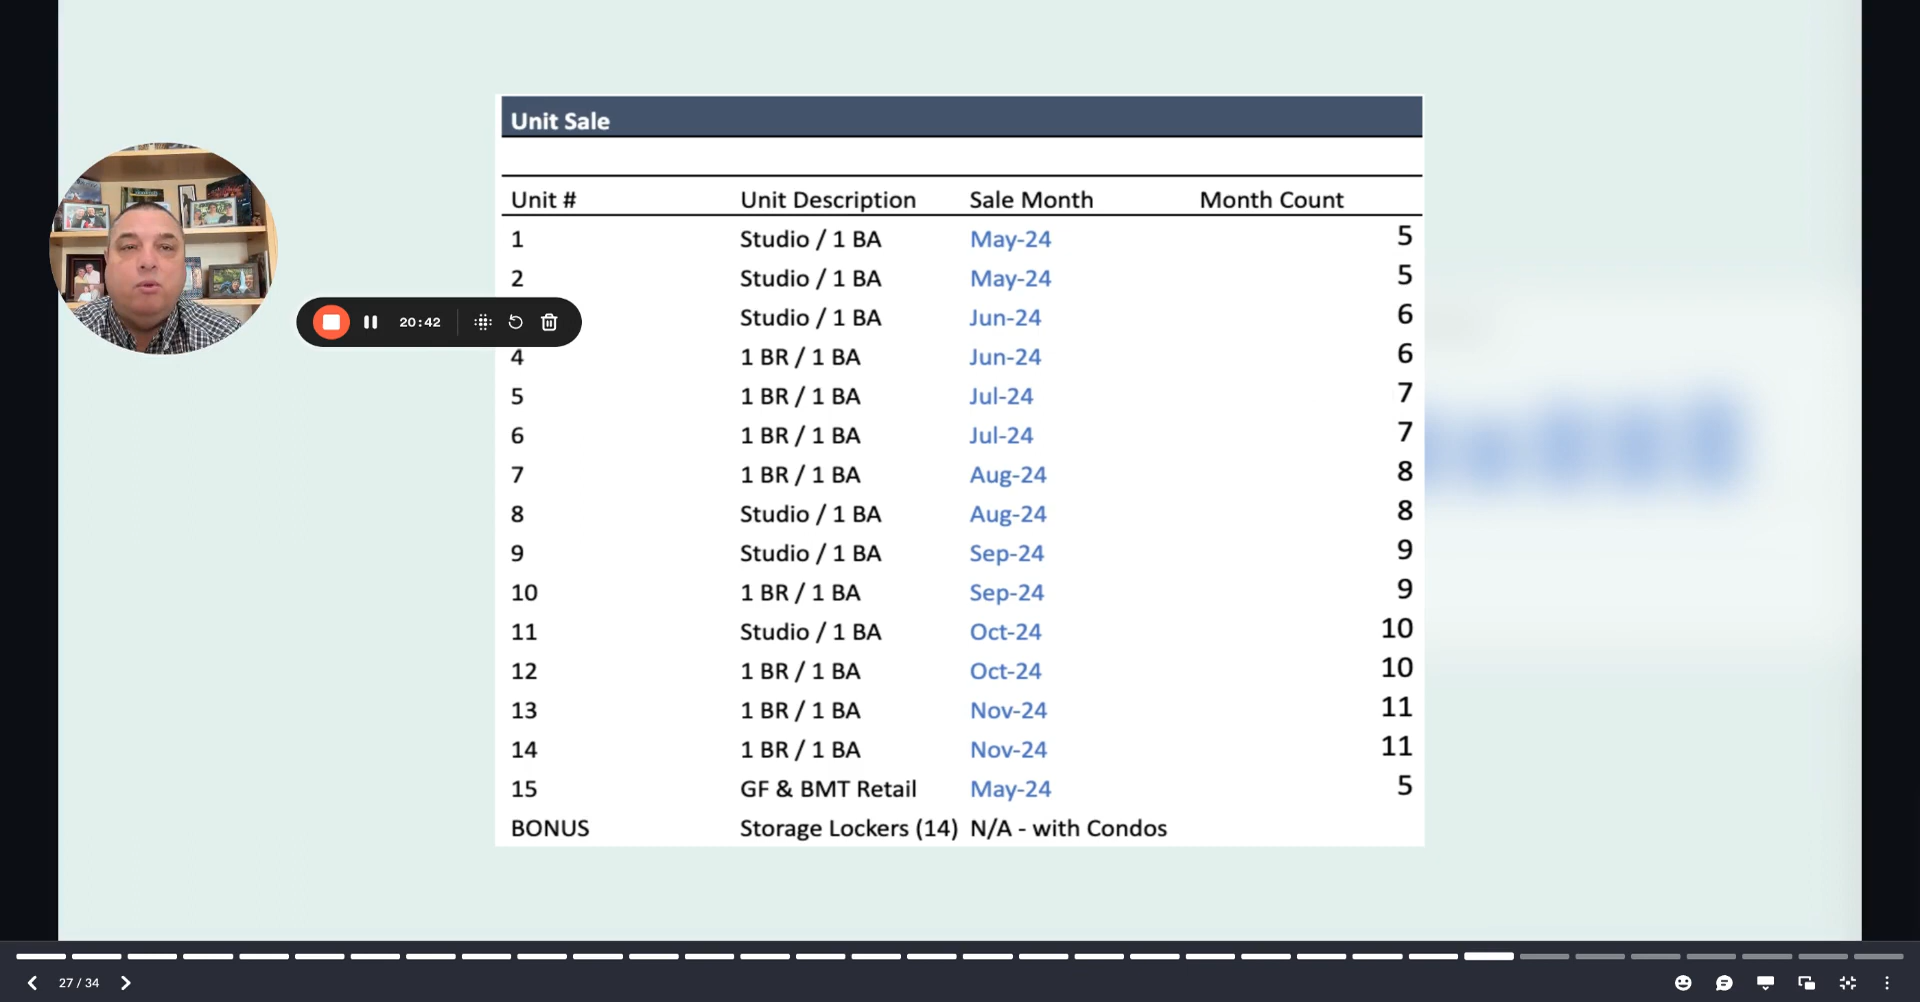 Unit Sale
Unit # Unit Description Sale Month Month Count
1 Studio / 1 BA May-24 5
2 Studio / 1 BA May-24 5
Studio / 1 BA Jun-24 6
20:42
4 1 BR / 1 BA Jun-24 6
5 1 BR / 1 BA Jul-24 7
6 1 BR / 1 BA Jul-24 7
7 1 BR / 1 BA Aug-24 8
8 Studio / 1 BA Aug-24 8
9 Studio / 1 BA Sep-24 9
10 1 BR / 1 BA Sep-24 9
11 Studio / 1 BA Oct-24 10
12 1 BR / 1 BA Oct-24 10
13 1 BR / 1 BA Nov-24 11
14 1 BR / 1 BA Nov-24 11
15 GF & BMT Retail May-24 5
BONUS Storage Lockers (14) N/A - with Condos
27 / 34